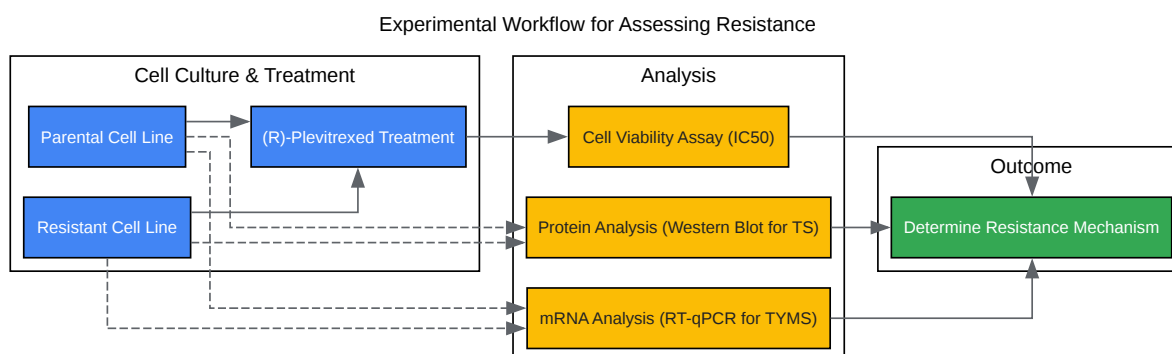 Experimental Workflow for Assessing Resistance
Cell Culture & Treatment
Parental Cell Line
(R)-Plevitrexed Treatment
Resistant Cell Line
Analysis
Cell Viability Assay (IC50)
Protein Analysis (Western Blot for TS)
mRNA Analysis (RT-qPCR for TYMS)
Outcome
Determine Resistance Mechanism